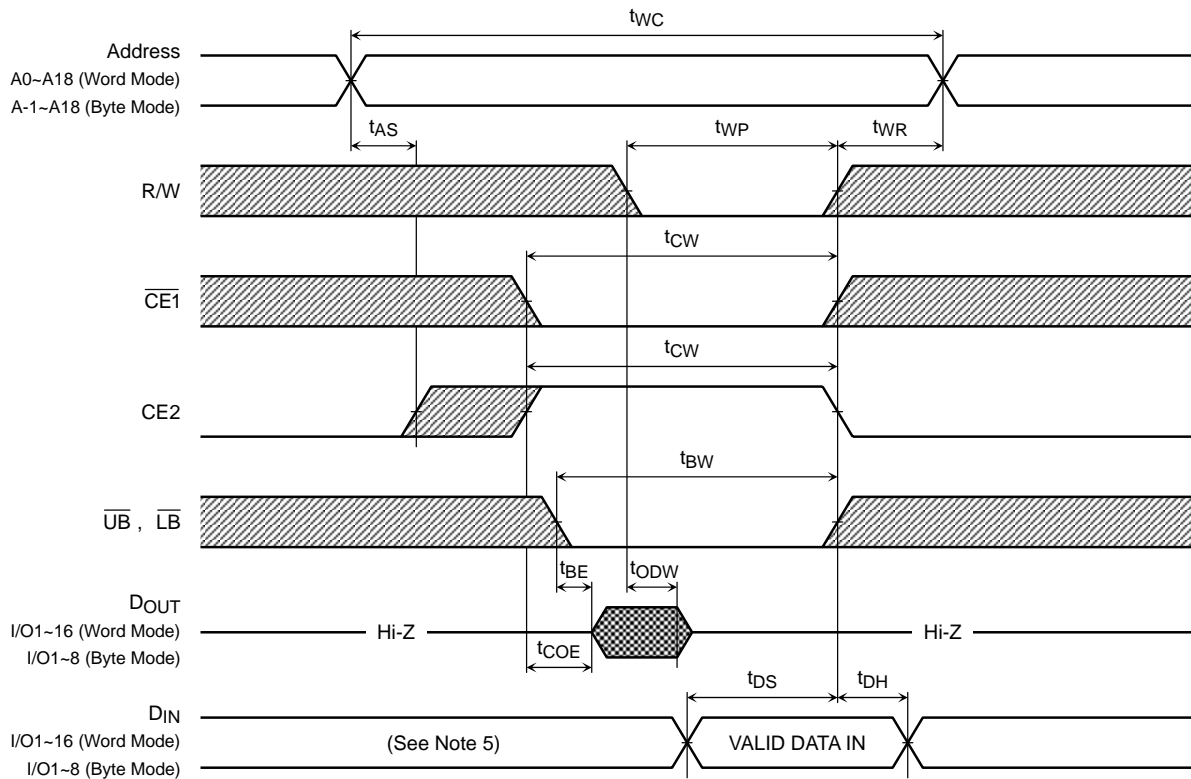 tWC
Address
A0~A18 (Word Mode)
A-1~A18 (Byte Mode)
tAS
tWP
tWR
R/W
tCW
CE1
tCW
CE2
tBW
UB , LB
tBE
tODW
DOUT
I/O1~16 (Word Mode)
Hi-Z
Hi-Z
I/O1~8 (Byte Mode)
tCOE
tDS
tDH
DIN
I/O1~16 (Word Mode)
(See Note 5)
VALID DATA IN
I/O1~8 (Byte Mode)